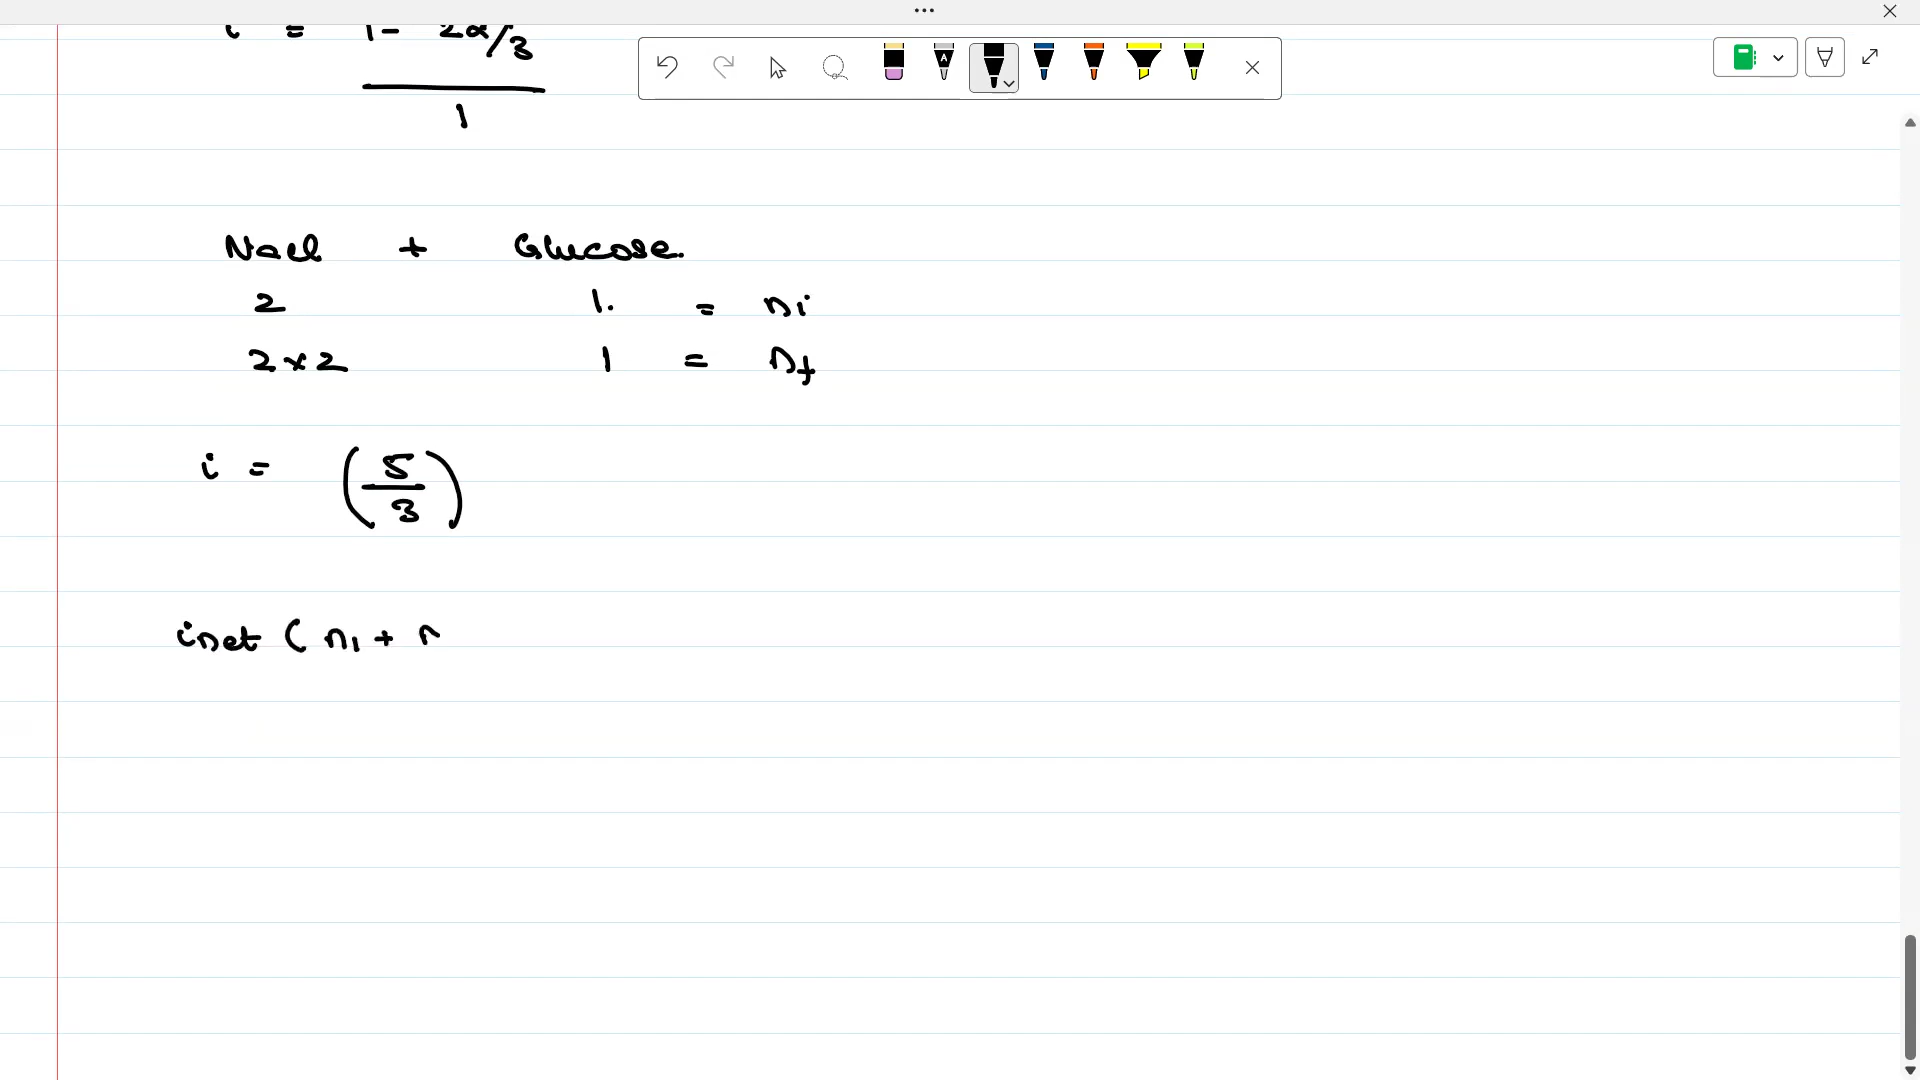 i = 1 - 2α/3
1
Nacl + Glucose.
2 1. = ni
2×2 1 = nf
i = (5/3)
inet ( n1 + n